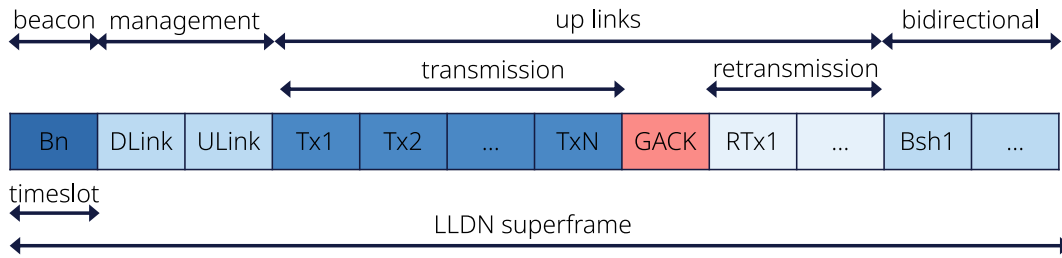 beacon management up links bidirectional
transmission retransmission
Bn DLink ULink Tx1 Tx2 ... TxN GACK RTx1 ... Bsh1 ...
timeslot
LLDN superframe